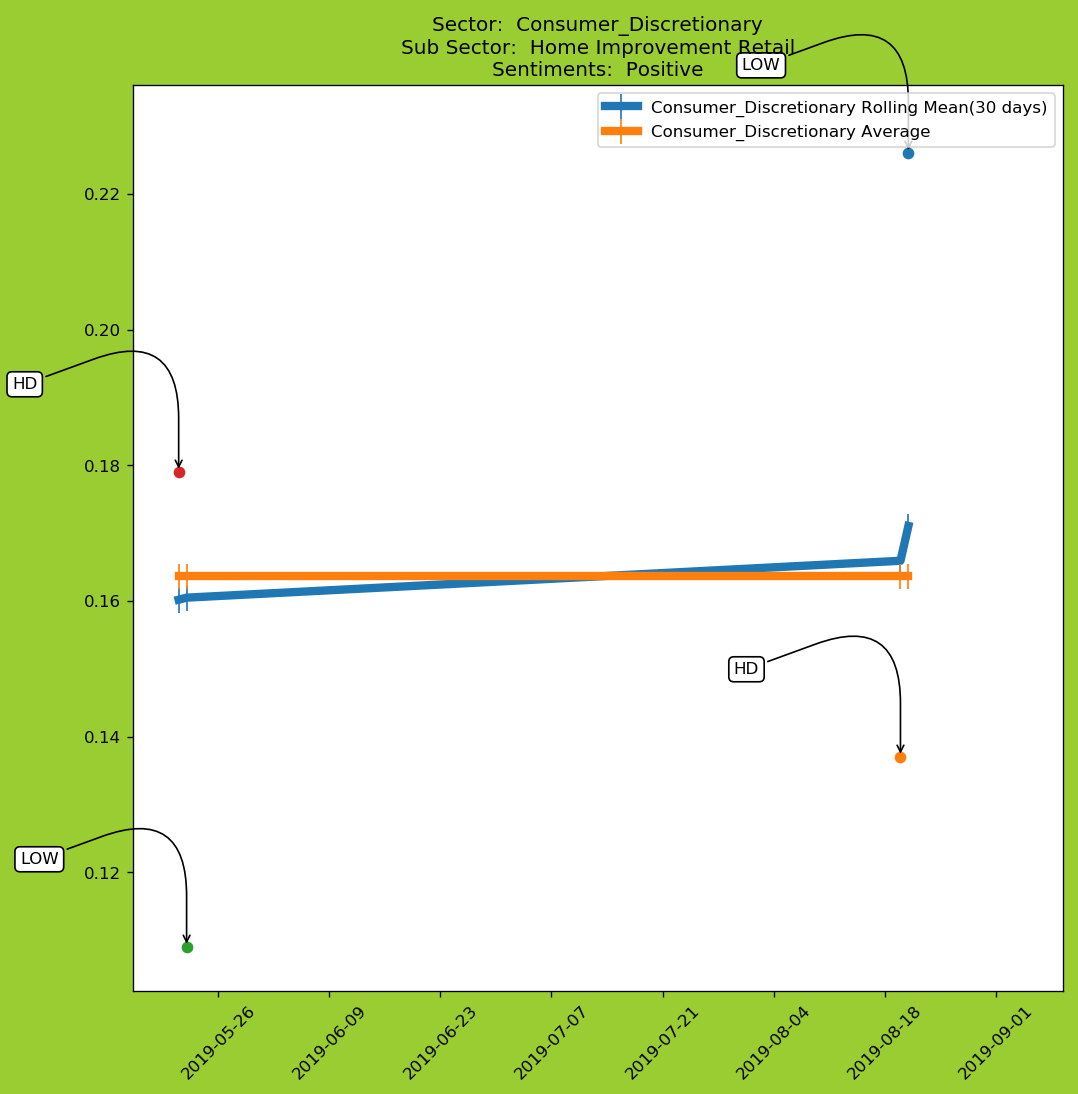 Sector:  Consumer_Discretionary
Sub Sector:  Home Improvement Retail
Sentiments:  Positive
LOW
Consumer_Discretionary Rolling Mean(30 days)
Consumer_Discretionary Average
0.22
0.20
HD
0.18
0.16
HD
0.14
LOW
0.12
2019-05-26
2019-06-09
2019-06-23
2019-07-07
2019-07-21
2019-08-04
2019-08-18
2019-09-01